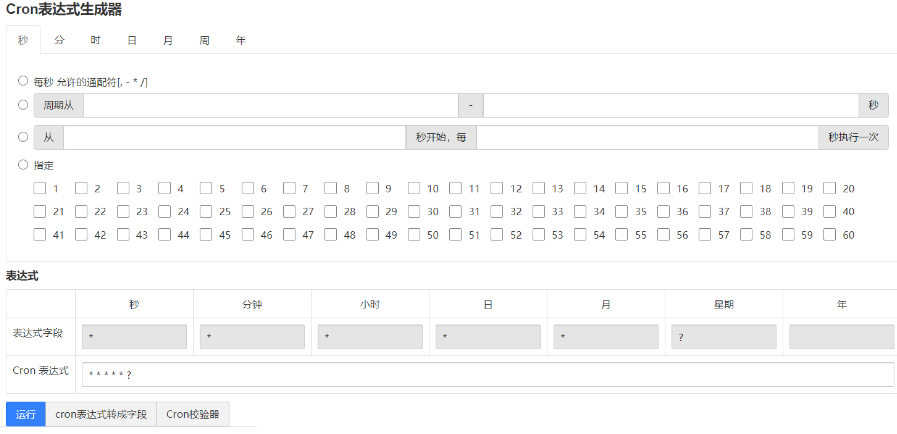 Cron表达式生成器
秒 分 时 日 月 周 年
每秒 允许的通配符[, - * /]
周期从 - 秒
从 秒开始，每 秒执行一次
指定
1 2 3 4 5 6 7 8 9 10 11 12 13 14 15 16 17 18 19 20
21 22 23 24 25 26 27 28 29 30 31 32 33 34 35 36 37 38 39 40
41 42 43 44 45 46 47 48 49 50 51 52 53 54 55 56 57 58 59 60
表达式
秒 分钟 小时 日 月 星期 年
表达式字段 * * * * * ?
Cron 表达式 * * * * * ?
运行 cron表达式转成字段 Cron校验器